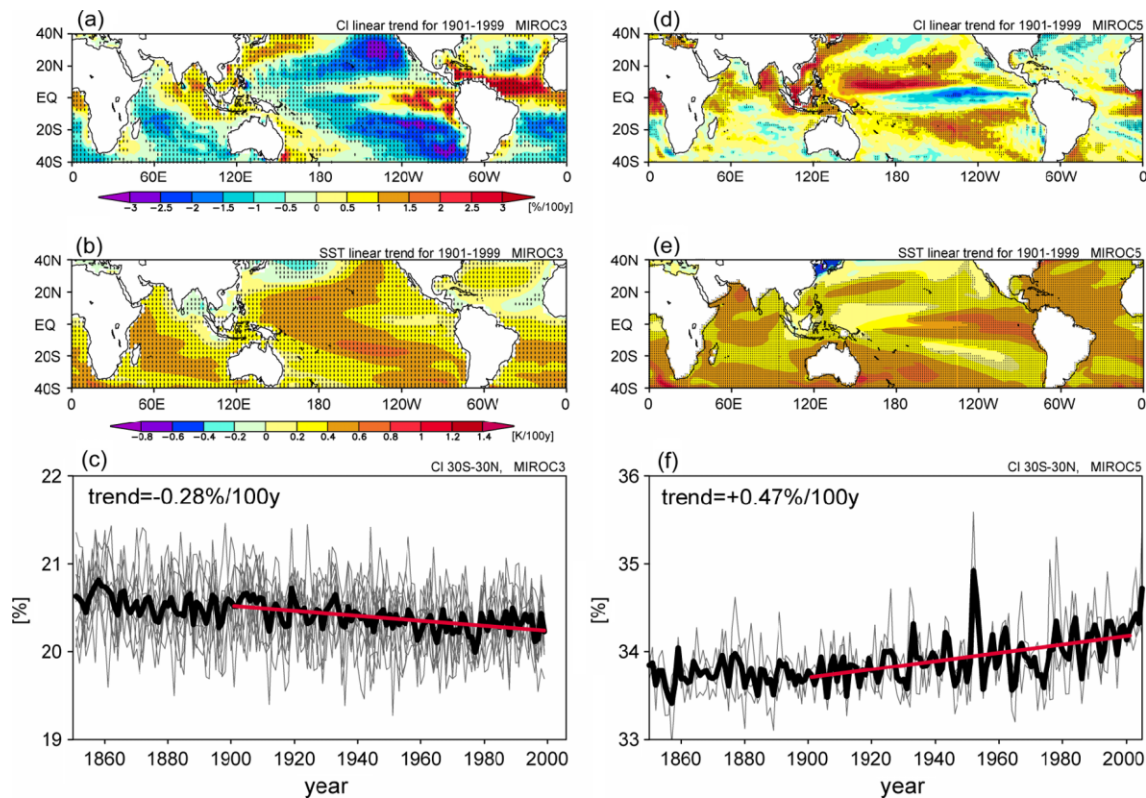 (a) CI linear trend for 1901-1999 MIROC3
40N
20N
EQ
20S
40S
0 60E 120E 180 120W 60W 0
-3 -2.5 -2 -1.5 -1 -0.5 0 0.5 1 1.5 2 2.5 3 [%/100y]
(b) SST linear trend for 1901-1999 MIROC3
40N
20N
EQ
20S
40S
0 60E 120E 180 120W 60W 0
-0.8 -0.6 -0.4 -0.2 0 0.2 0.4 0.6 0.8 1 1.2 1.4 [K/100y]
(c) CI 30S-30N, MIROC3
trend=-0.28%/100y
22
21
20
19
[%]
1860 1880 1900 1920 1940 1960 1980 2000
year
(d) CI linear trend for 1901-1999 MIROC5
40N
20N
EQ
20S
40S
0 60E 120E 180 120W 60W 0
(e) SST linear trend for 1901-1999 MIROC5
40N
20N
EQ
20S
40S
0 60E 120E 180 120W 60W 0
(f) CI 30S-30N, MIROC5
trend=+0.47%/100y
36
35
34
33
[%]
1860 1880 1900 1920 1940 1960 1980 2000
year